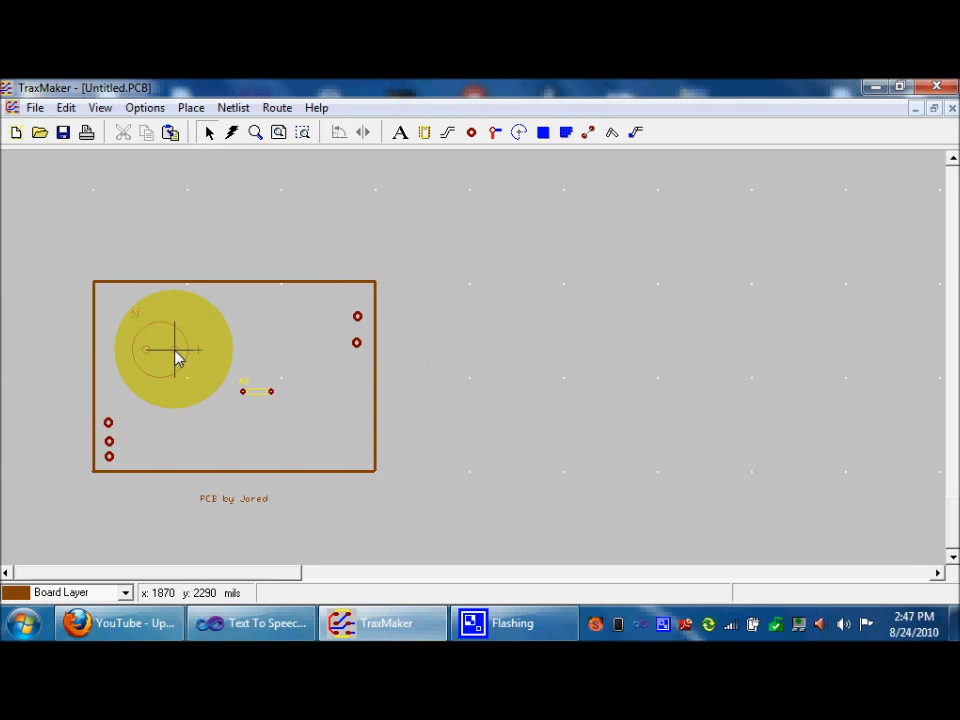 TraxMaker - [Untitled.PCB]
File Edit View Options Place Netlist Route Help
A
PCB by Jared
Board Layer x: 1870 y: 2290 mils
YouTube - Up... Text To Speec... TraxMaker Flashing 2:47 PM
8/24/2010